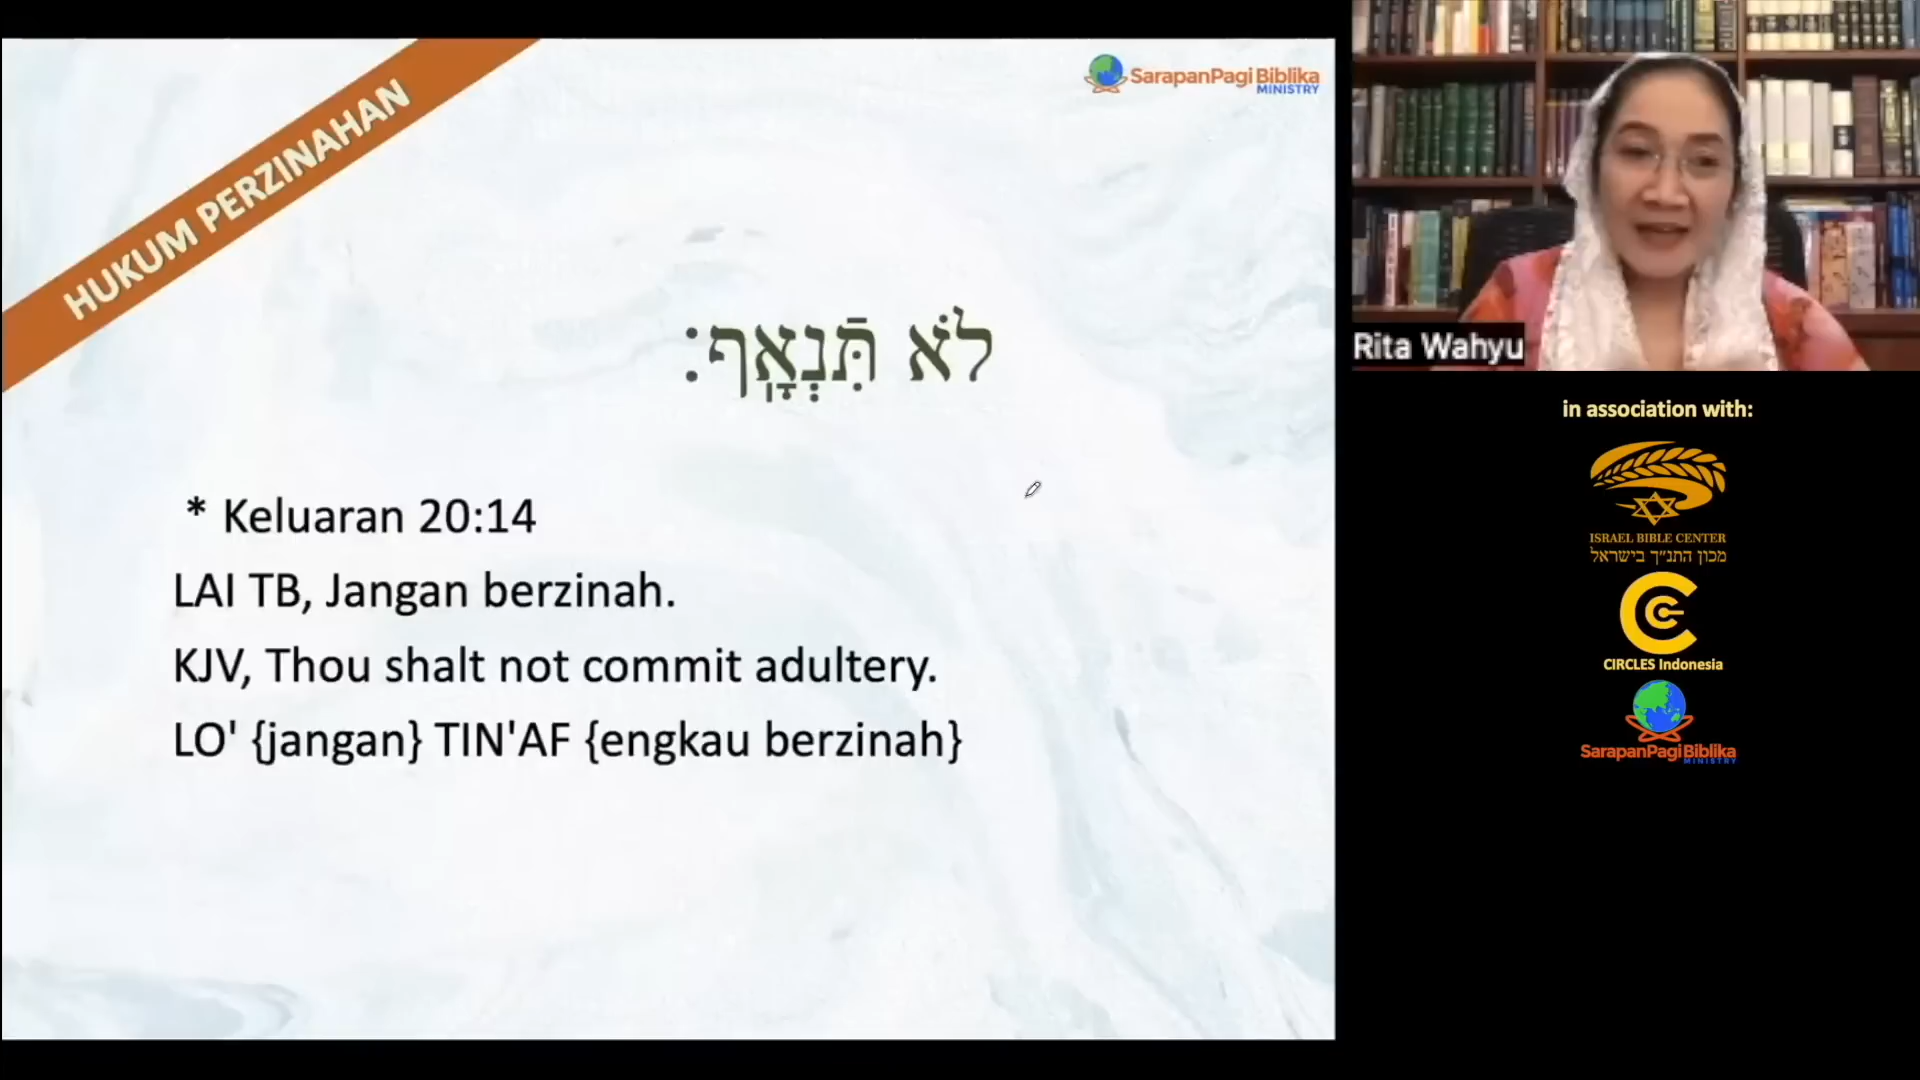 HUKUM PERZINAHAN
SarapanPagi Biblika
MINISTRY
לֹא תִּנְאָף׃
* Keluaran 20:14
LAI TB, Jangan berzinah.
KJV, Thou shalt not commit adultery.
LO' {jangan} TIN'AF {engkau berzinah}
Rita Wahyu
in association with:
ISRAEL BIBLE CENTER
מכון התנ״ך בישראל
CIRCLES Indonesia
SarapanPagi Biblika
MINISTRY